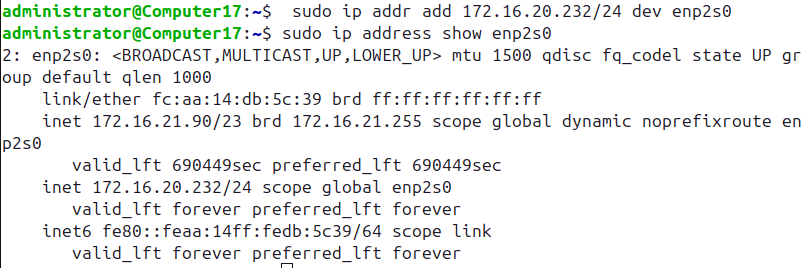 administrator@Computer17:~$  sudo ip addr add 172.16.20.232/24 dev enp2s0
administrator@Computer17:~$ sudo ip address show enp2s0
2: enp2s0: <BROADCAST,MULTICAST,UP,LOWER_UP> mtu 1500 qdisc fq_codel state UP gr
oup default qlen 1000
    link/ether fc:aa:14:db:5c:39 brd ff:ff:ff:ff:ff:ff
    inet 172.16.21.90/23 brd 172.16.21.255 scope global dynamic noprefixroute en
p2s0
       valid_lft 690449sec preferred_lft 690449sec
    inet 172.16.20.232/24 scope global enp2s0
       valid_lft forever preferred_lft forever
    inet6 fe80::feaa:14ff:fedb:5c39/64 scope link
       valid_lft forever preferred_lft forever